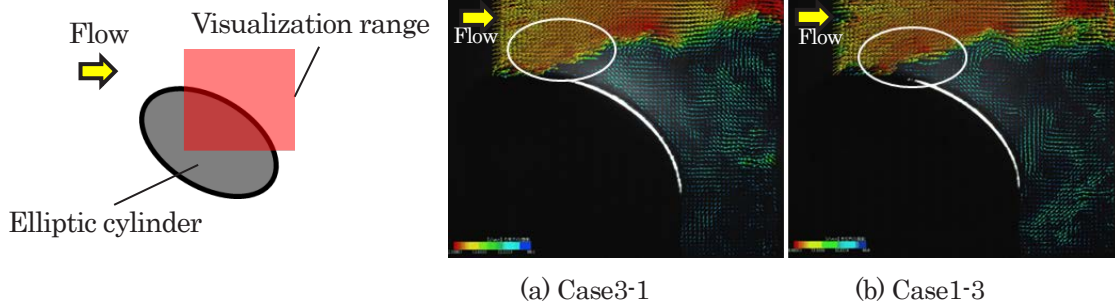 Flow
Visualization range
Elliptic cylinder
Flow
Flow
(a) Case3-1
(b) Case1-3